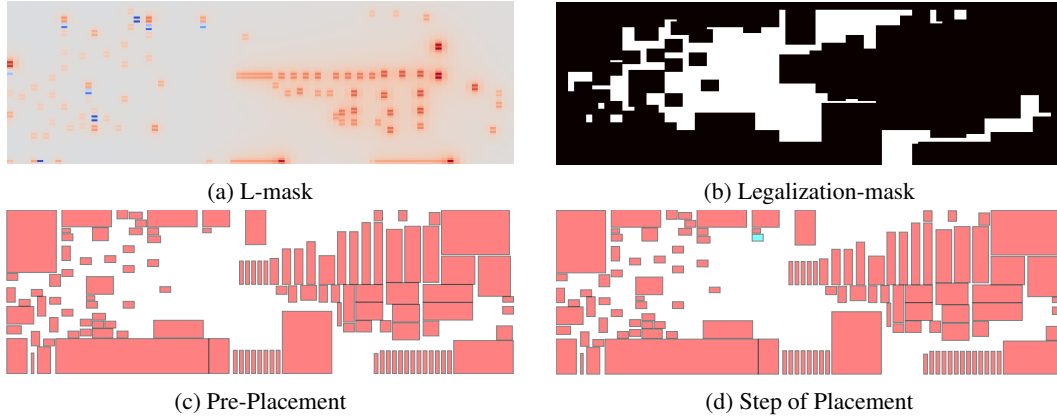 (a) L-mask
(b) Legalization-mask
(c) Pre-Placement
(d) Step of Placement